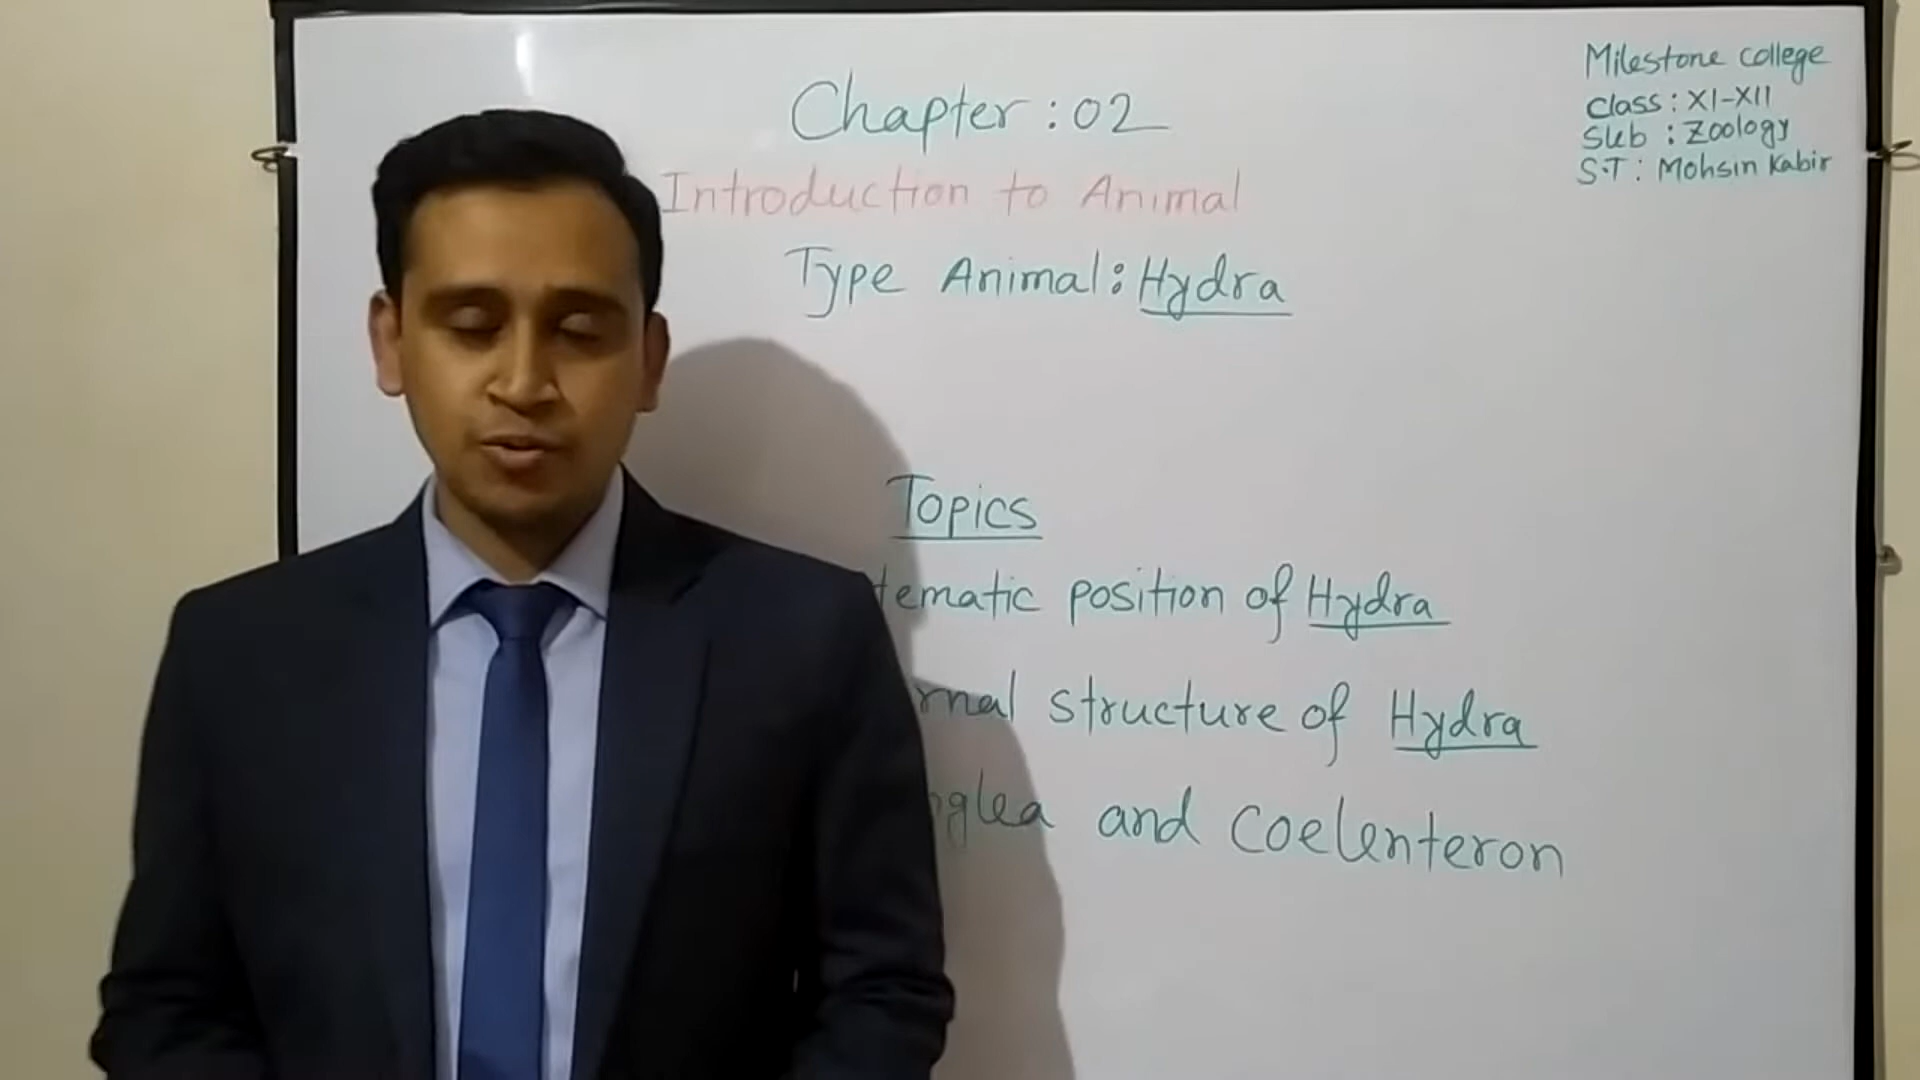 Chapter : 02
Introduction to Animal
Type Animal : Hydra
Milestone college
Class : XI-XII
Sub : Zoology
S.T : Mohsin Kabir
Topics
tematic position of Hydra
rnal structure of Hydra
glea and Coelenteron